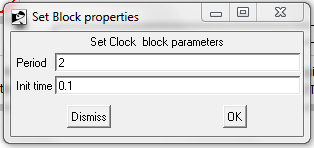 Set Block properties
Set Clock block parameters
Period 2
Init time 0.1
Dismiss OK